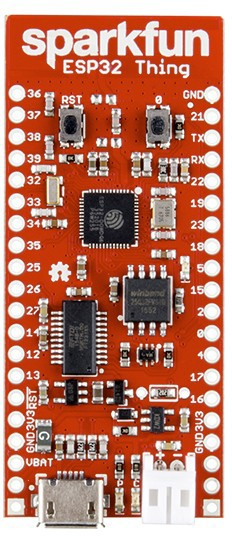 sparkfun
ESP32 Thing
36 RST 0 GND
37 21
38 TX
39 RX
32 22
33 19
34 23
35 18
25 5
26 15
27 2
14 0
12 4
13 17
RST 16
3V3 3V3
GND GND
VBAT
winbond
G